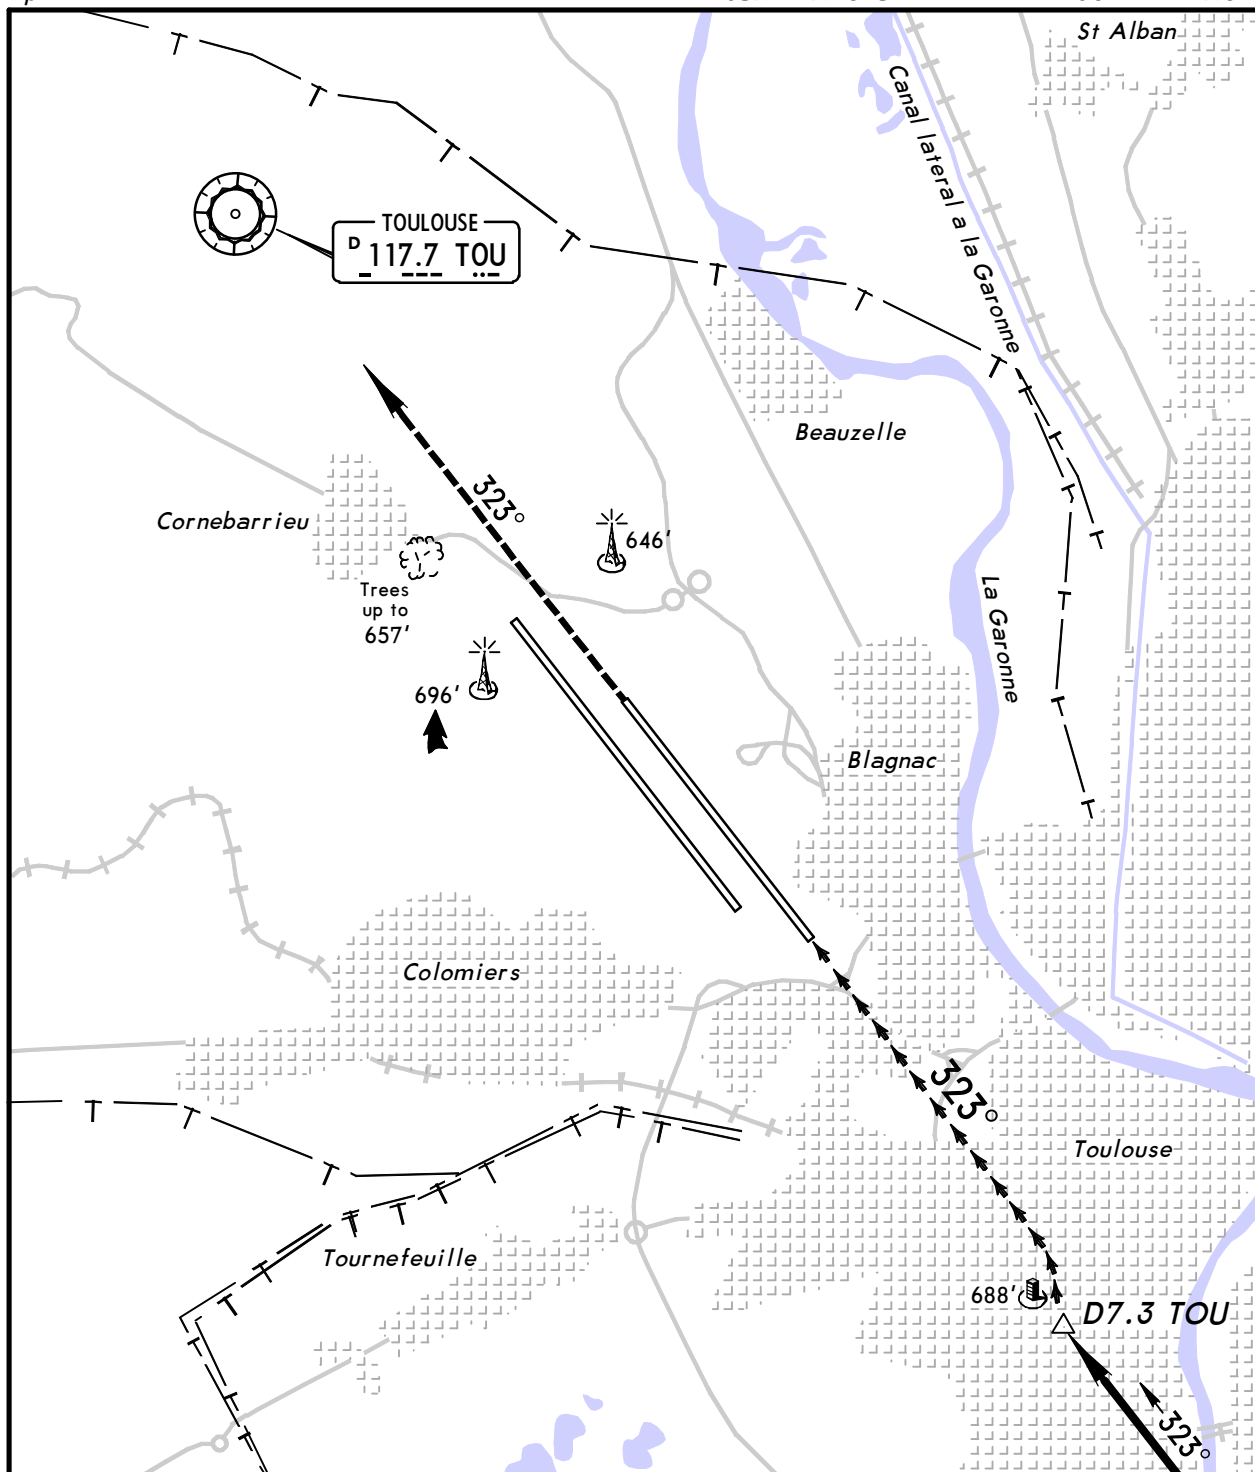 St Alban
Canal lateral a la Garonne
TOULOUSE
D 117.7 TOU
Beauzelle
323°
Cornebarrieu
646'
Trees
up to
657'
La Garonne
696'
Blagnac
Colomiers
323°
Toulouse
Tournefeuille
688'
D7.3 TOU
323°